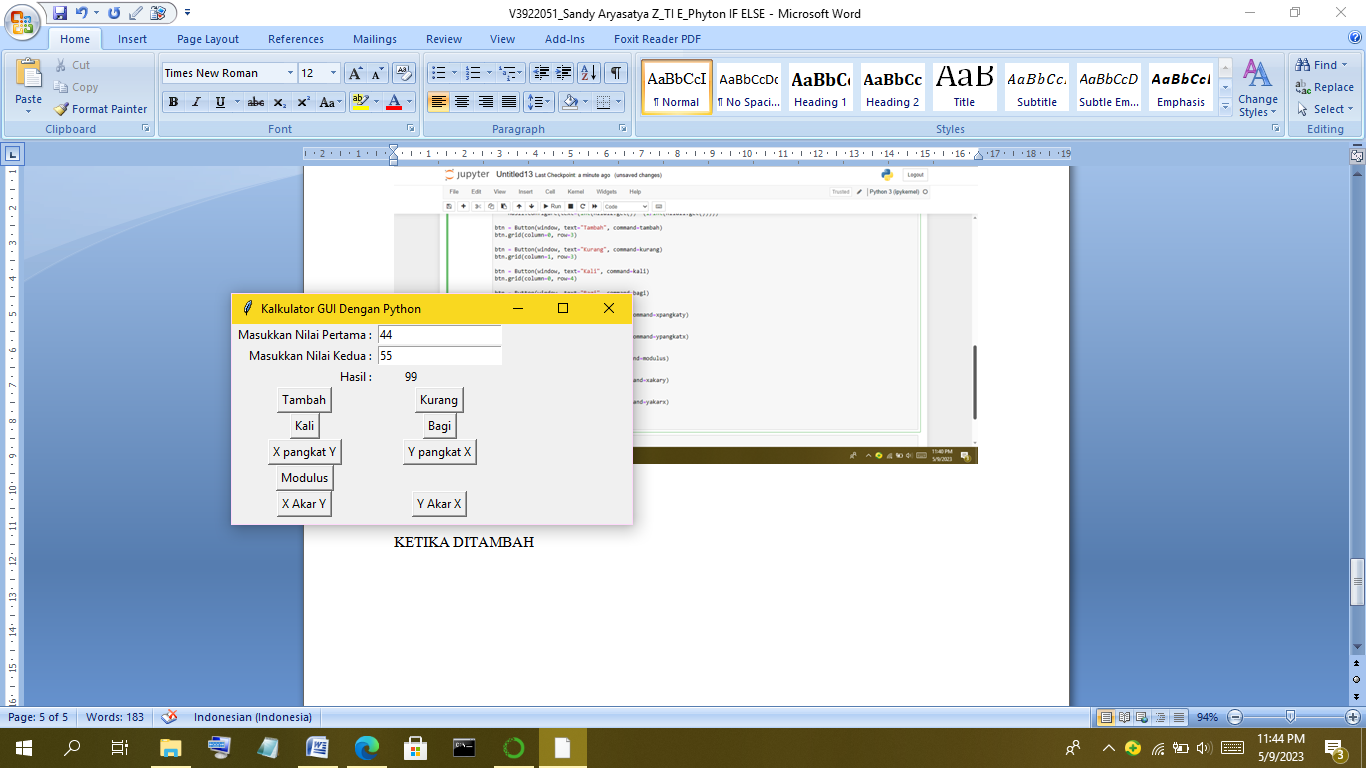 V3922051_Sandy Aryasatya Z_TI E_Phyton IF ELSE - Microsoft Word
Home Insert Page Layout References Mailings Review View Add-Ins Foxit Reader PDF
Paste Cut Copy Format Painter
Times New Roman 12
AaBbCcI AaBbCcDc AaBbCc AaBbCc AaB AaBbCc. AaBbCcD AaBbCcI
¶ Normal ¶ No Spaci... Heading 1 Heading 2 Title Subtitle Subtle Em... Emphasis
Change Styles
Find Replace Select
Clipboard Font Paragraph Styles Editing
jupyter Untitled13 Last Checkpoint: a minute ago (unsaved changes) Logout
File Edit View Insert Cell Kernel Widgets Help Trusted Python 3 (ipykernel)
Run Code
btn = Button(window, text="Tambah", command=tambah)
btn.grid(column=0, row=3)
btn = Button(window, text="Kurang", command=kurang)
btn.grid(column=1, row=3)
btn = Button(window, text="Kali", command=kali)
btn.grid(column=0, row=4)
bagi)
ommand=xpangkaty)
ommand=ypangkatx)
nd=modulus)
and=xakary)
and=yakarx)
11:40 PM
5/9/2023
Kalkulator GUI Dengan Python
Masukkan Nilai Pertama : 44
Masukkan Nilai Kedua : 55
Hasil : 99
Tambah Kurang
Kali Bagi
X pangkat Y Y pangkat X
Modulus
X Akar Y Y Akar X
KETIKA DITAMBAH
Page: 5 of 5 Words: 183 Indonesian (Indonesia) 94%
11:44 PM
5/9/2023
3